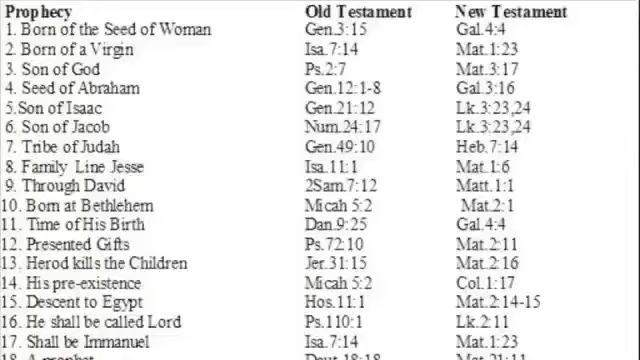 Prophecy Old Testament New Testament
1. Born of the Seed of Woman Gen.3:15 Gal.4:4
2. Born of a Virgin Isa.7:14 Mat.1:23
3. Son of God Ps.2:7 Mat.3:17
4. Seed of Abraham Gen.12:1-8 Gal.3:16
5.Son of Isaac Gen.21:12 Lk.3:23,24
6. Son of Jacob Num.24:17 Lk.3:23,24
7. Tribe of Judah Gen.49:10 Heb.7:14
8. Family Line Jesse Isa.11:1 Mat.1:6
9. Through David 2Sam.7:12 Matt.1:1
10. Born at Bethlehem Micah 5:2 Mat.2:1
11. Time of His Birth Dan.9:25 Gal.4:4
12. Presented Gifts Ps.72:10 Mat.2:11
13. Herod kills the Children Jer.31:15 Mat.2:16
14. His pre-existence Micah 5:2 Col.1:17
15. Descent to Egypt Hos.11:1 Mat.2:14-15
16. He shall be called Lord Ps.110:1 Lk.2:11
17. Shall be Immanuel Isa.7:14 Mat.1:23
18. A prophet Deut.18:18 Mat.21:11